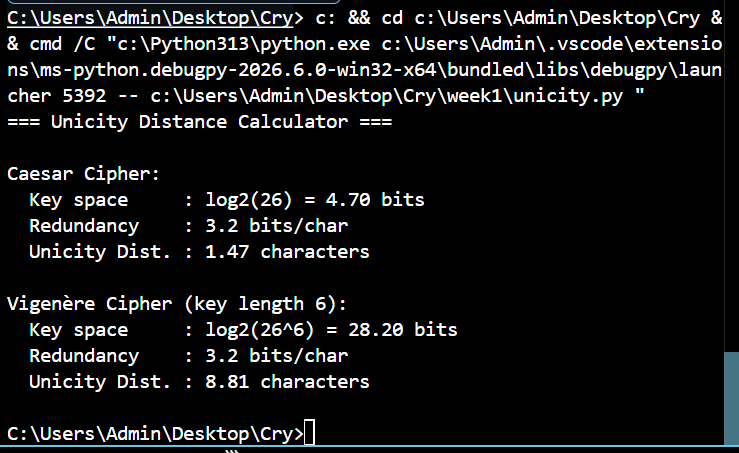 C:\Users\Admin\Desktop\Cry> c: && cd c:\Users\Admin\Desktop\Cry &
& cmd /C "c:\Python313\python.exe c:\Users\Admin\.vscode\extensio
ns\ms-python.debugpy-2026.6.0-win32-x64\bundled\libs\debugpy\laun
cher 5392 -- c:\Users\Admin\Desktop\Cry\week1\unicity.py "
=== Unicity Distance Calculator ===

Caesar Cipher:
  Key space     : log2(26) = 4.70 bits
  Redundancy    : 3.2 bits/char
  Unicity Dist. : 1.47 characters

Vigenère Cipher (key length 6):
  Key space     : log2(26^6) = 28.20 bits
  Redundancy    : 3.2 bits/char
  Unicity Dist. : 8.81 characters

C:\Users\Admin\Desktop\Cry>